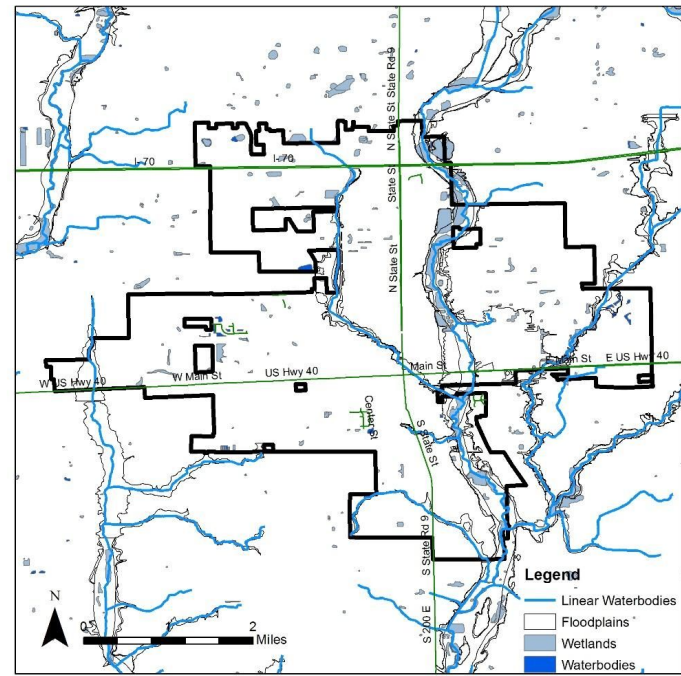 N State St State Rd 9
I-70
I-70
State St
N State St
Main St
Main St
E US Hwy 40
US Hwy 40
W Main St
W US Hwy 40
Center St
S State St
S State Rd 9
S 200 E
N
0
1
2
Miles
Legend
Linear Waterbodies
Floodplains
Wetlands
Waterbodies